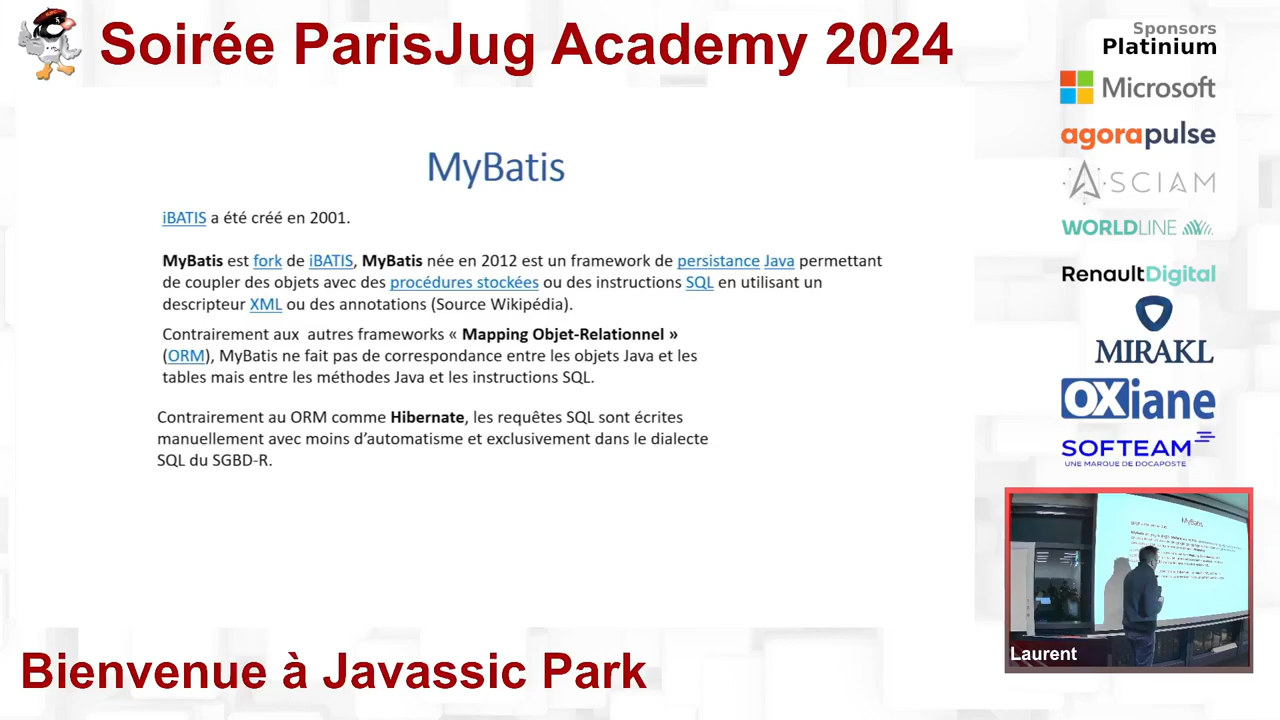 Soirée ParisJug Academy 2024
Sponsors
Platinium
Microsoft
agorapulse
ASCIAM
WORLDLINE
RenaultDigital
MIRAKL
OXiane
SOFTEAM
UNE MARQUE DE DOCAPOSTE
MyBatis
iBATIS a été créé en 2001.
MyBatis est fork de iBATIS, MyBatis née en 2012 est un framework de persistance Java permettant
de coupler des objets avec des procédures stockées ou des instructions SQL en utilisant un
descripteur XML ou des annotations (Source Wikipédia).
Contrairement aux  autres frameworks « Mapping Objet-Relationnel »
(ORM), MyBatis ne fait pas de correspondance entre les objets Java et les
tables mais entre les méthodes Java et les instructions SQL.
Contrairement au ORM comme Hibernate, les requêtes SQL sont écrites
manuellement avec moins d’automatisme et exclusivement dans le dialecte
SQL du SGBD-R.
MyBatis
Laurent
Bienvenue à Javassic Park